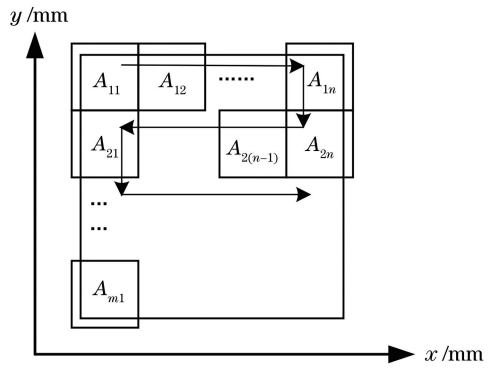 y /mm
A₁₁ A₁₂ ······ A₁ₙ
A₂₁ A₂₍ₙ₋₁₎ A₂ₙ
···
···
Aₘ₁
x /mm